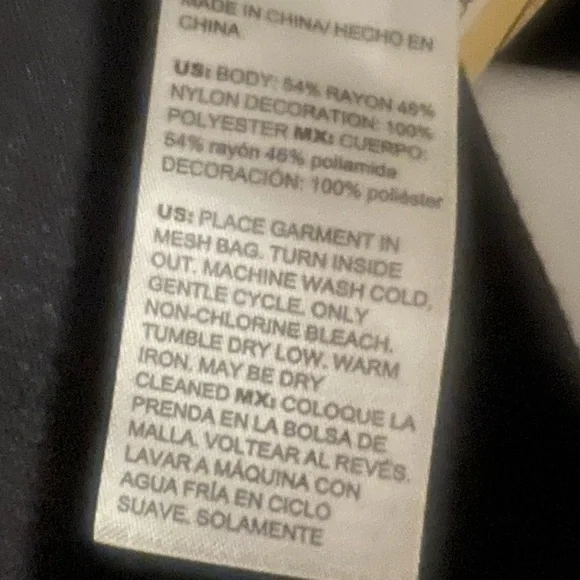 MADE IN CHINA/ HECHO EN
CHINA
US: BODY: 54% RAYON 46%
NYLON DECORATION: 100%
POLYESTER MX: CUERPO:
54% rayón 46% poliamida
DECORACIÓN: 100% poliéster
US: PLACE GARMENT IN
MESH BAG. TURN INSIDE
OUT. MACHINE WASH COLD,
GENTLE CYCLE. ONLY
NON-CHLORINE BLEACH.
TUMBLE DRY LOW. WARM
IRON. MAY BE DRY
CLEANED MX: COLOQUE LA
PRENDA EN LA BOLSA DE
MALLA. VOLTEAR AL REVÉS.
LAVAR A MÁQUINA CON
AGUA FRÍA EN CICLO
SUAVE. SOLAMENTE